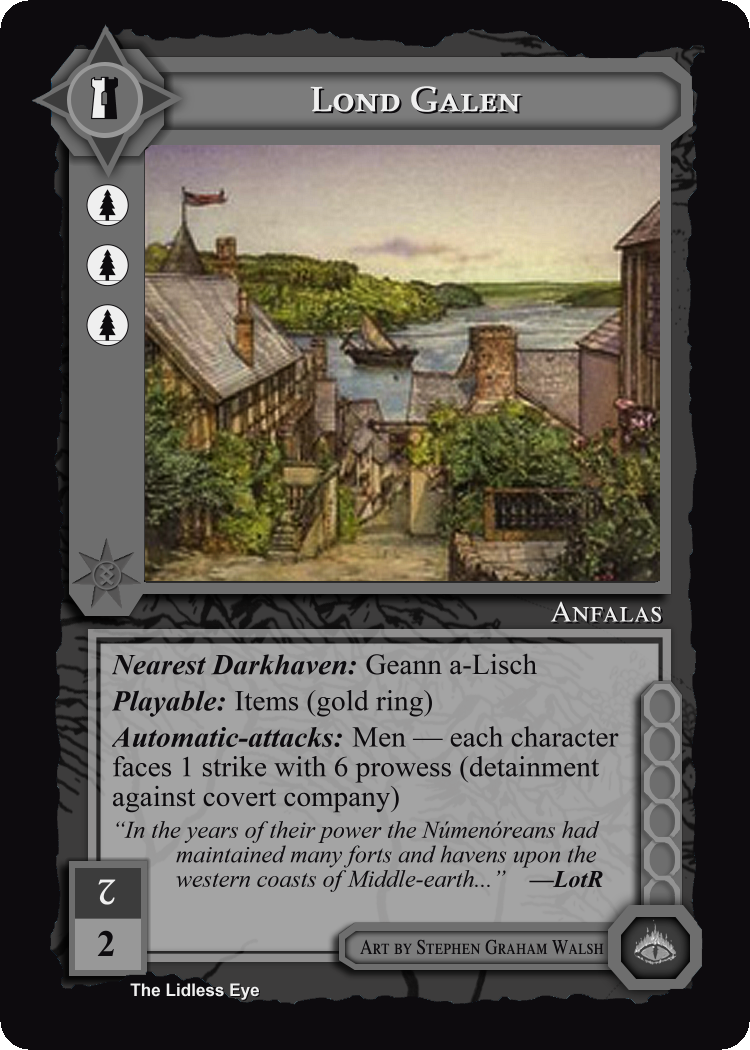 Lond Galen
Anfalas
Nearest Darkhaven: Geann a-Lisch
Playable: Items (gold ring)
Automatic-attacks: Men — each character
faces 1 strike with 6 prowess (detainment
against covert company)
“In the years of their power the Númenóreans had
maintained many forts and havens upon the
western coasts of Middle-earth...” —LotR
2
2
Art by Stephen Graham Walsh
The Lidless Eye